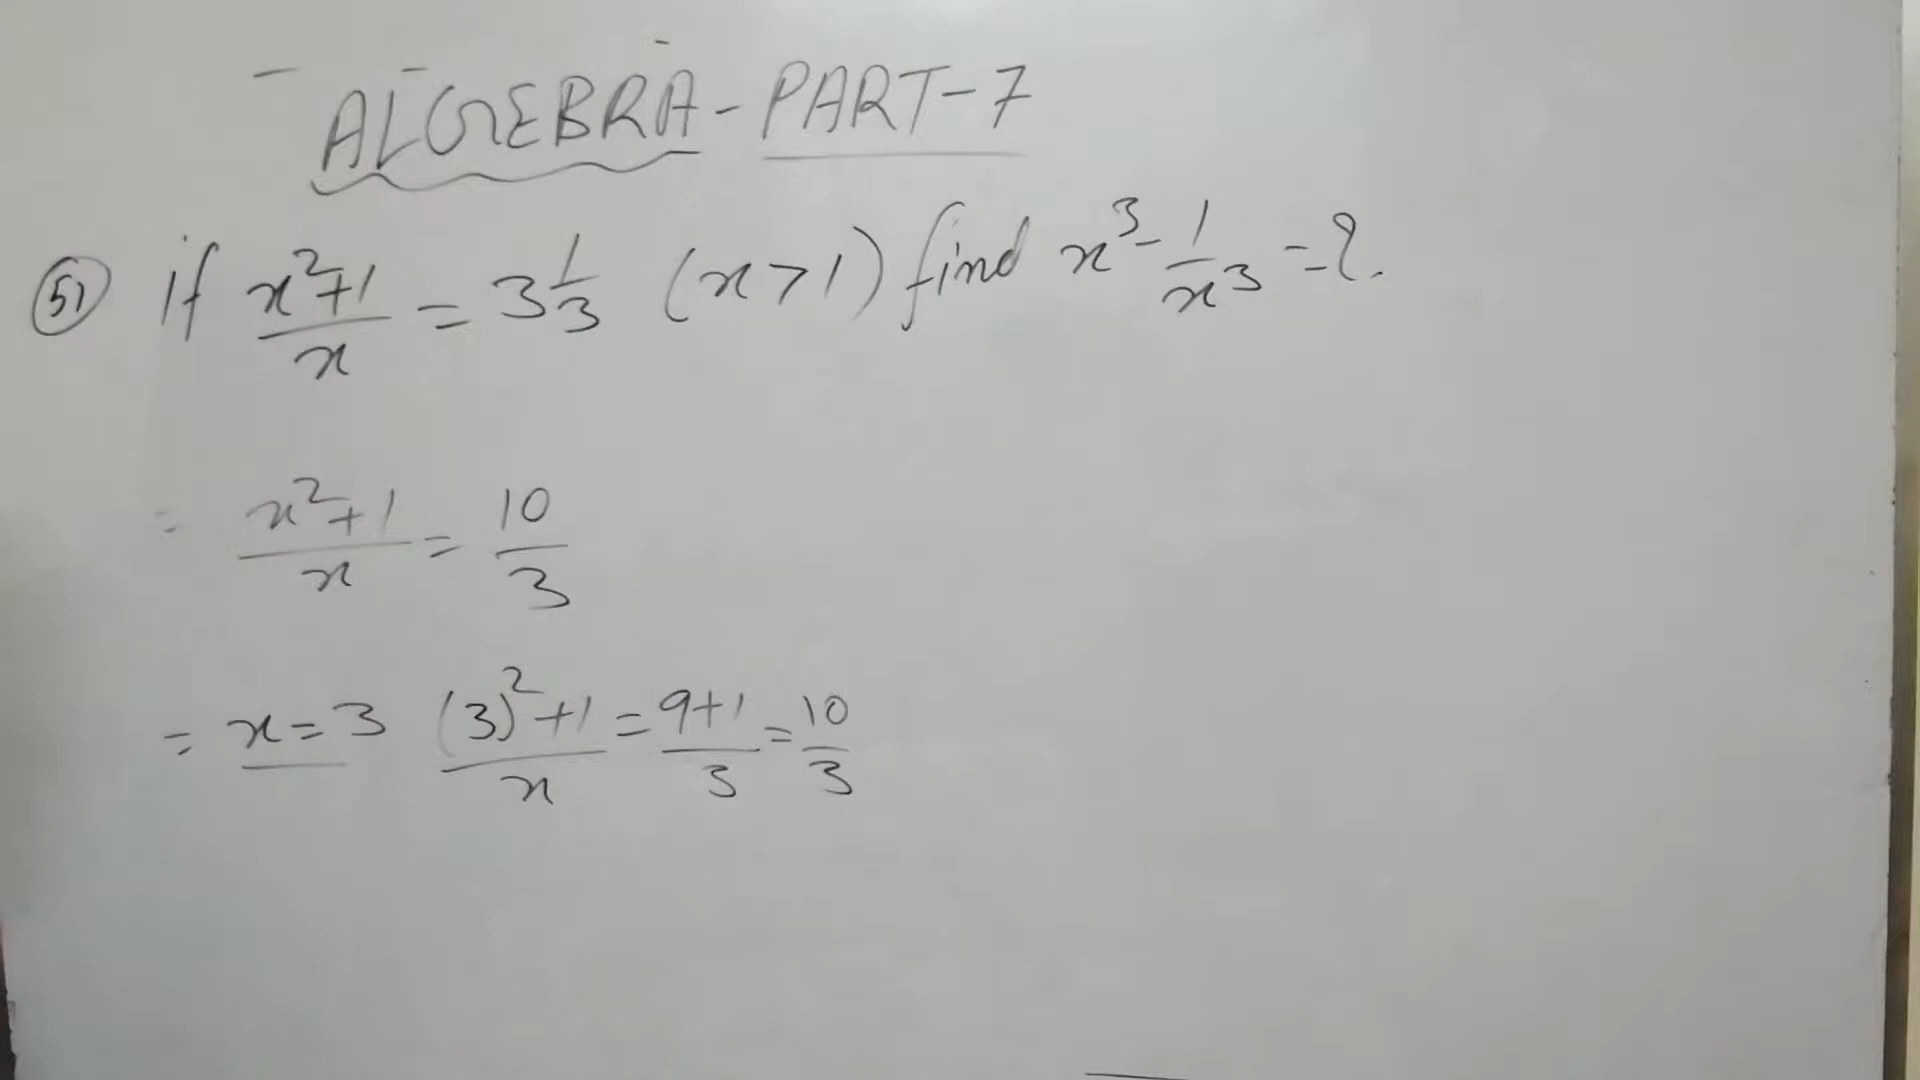 ALGEBRA - PART - 7
51 If x²+1/x = 3 1/3 (x>1) find x³ - 1/x³ = ?.
= x²+1/x = 10/3
= x = 3 (3)²+1/x = 9+1/3 = 10/3